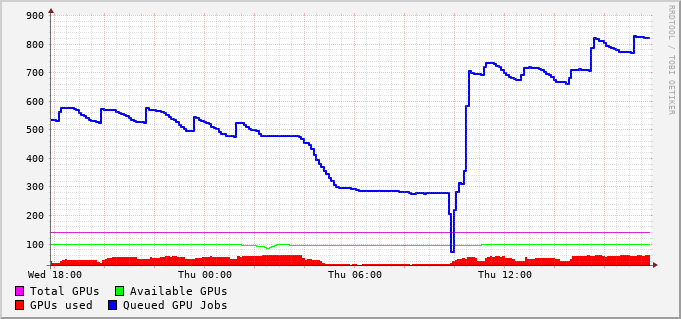 900
800
700
600
500
400
300
200
100
Wed 18:00 Thu 00:00 Thu 06:00 Thu 12:00
Total GPUs Available GPUs
GPUs used Queued GPU Jobs
RRDTOOL / TOBI OETIKER